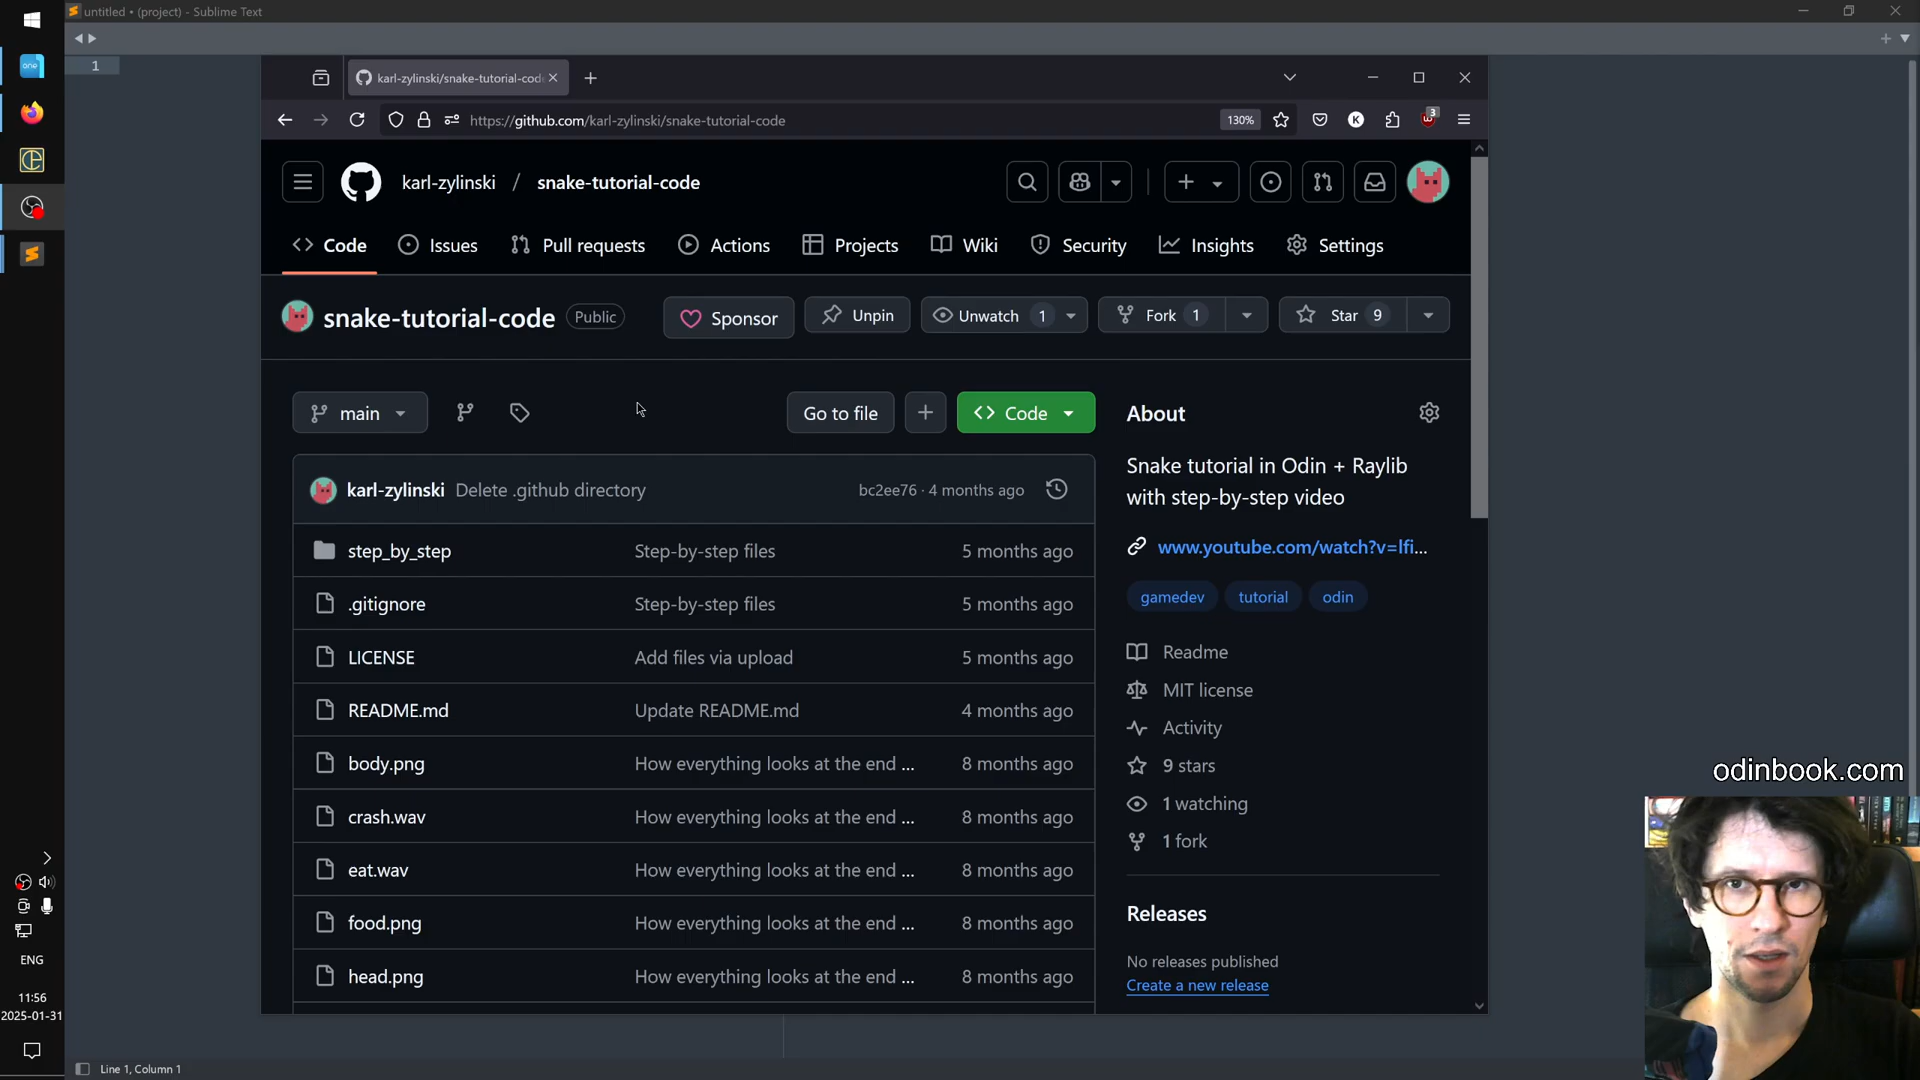 untitled • (project) - Sublime Text
1
karl-zylinski/snake-tutorial-code
130%
3
https://github.com/karl-zylinski/snake-tutorial-code
K
one
karl-zylinski / snake-tutorial-code
Code Issues Pull requests Actions Projects Wiki Security Insights Settings
snake-tutorial-code Public Sponsor Unpin Unwatch 1 Fork 1 Star 9
main Go to file Code
karl-zylinski Delete .github directory bc2ee76 · 4 months ago
step_by_step Step-by-step files 5 months ago
.gitignore Step-by-step files 5 months ago
LICENSE Add files via upload 5 months ago
README.md Update README.md 4 months ago
body.png How everything looks at the end ... 8 months ago
crash.wav How everything looks at the end ... 8 months ago
eat.wav How everything looks at the end ... 8 months ago
food.png How everything looks at the end ... 8 months ago
head.png How everything looks at the end ... 8 months ago
About
Snake tutorial in Odin + Raylib
with step-by-step video
www.youtube.com/watch?v=lfi...
gamedev tutorial odin
Readme
MIT license
Activity
9 stars
1 watching
1 fork
Releases
No releases published
Create a new release
odinbook.com
ENG
11:56
2025-01-31
Line 1, Column 1